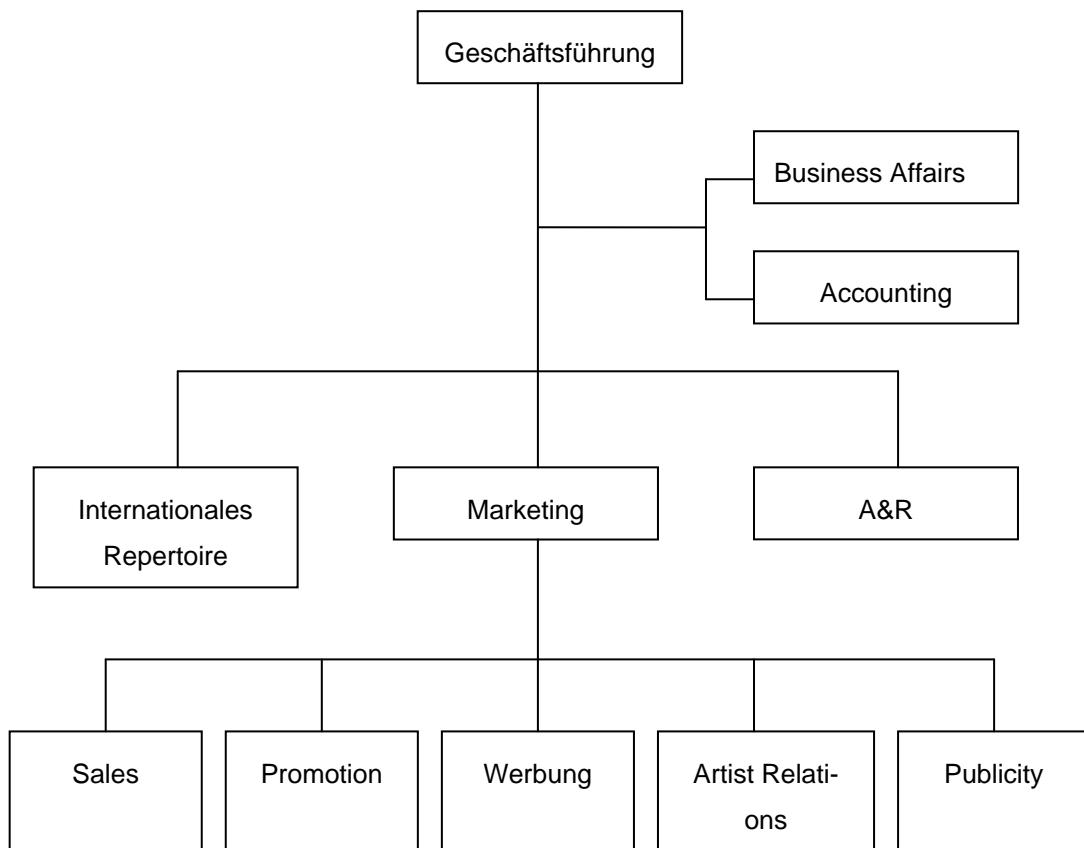 Geschäftsführung
Business Affairs
Accounting
Internationales
Repertoire
Marketing
A&R
Sales
Promotion
Werbung
Artist Relati-
ons
Publicity